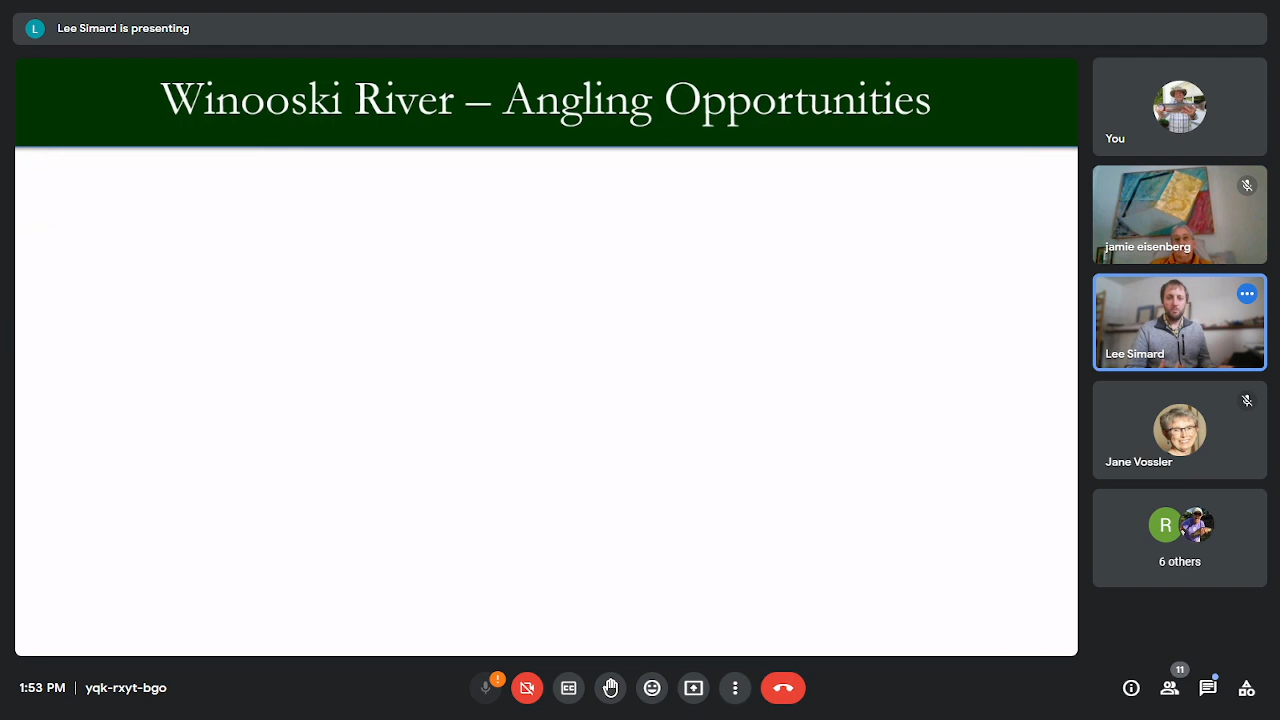 L
Lee Simard is presenting
Winooski River – Angling Opportunities
You
jamie eisenberg
Lee Simard
Jane Vossler
R
6 others
1:53 PM | yqk-rxyt-bgo
!
CC
11